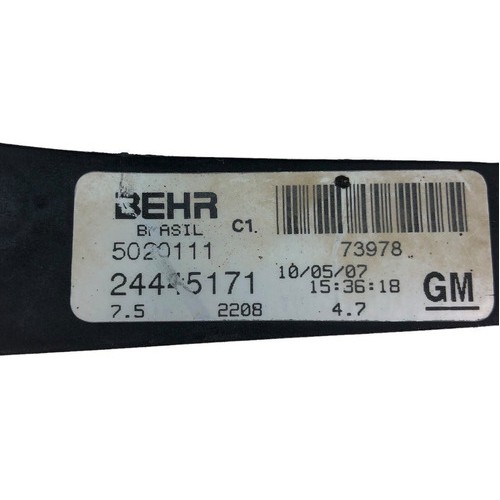 BEHR C1.
BRASIL
5020111 73978
24445171 10/05/07
15:36:18 GM
7.5 2208 4.7